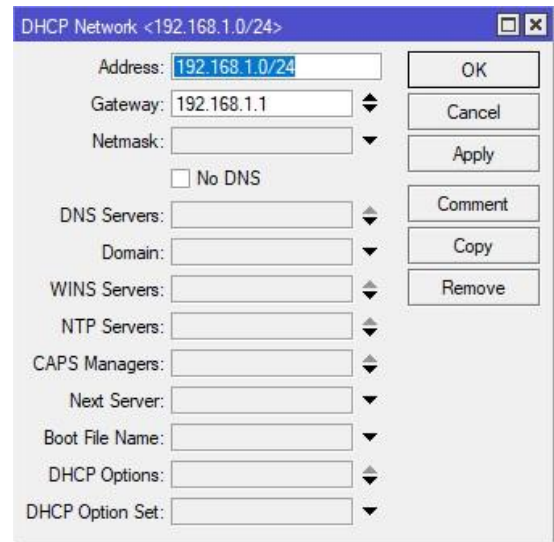 DHCP Network <192.168.1.0/24>
Address: 192.168.1.0/24 OK
Gateway: 192.168.1.1 Cancel
Netmask: Apply
No DNS
DNS Servers: Comment
Domain: Copy
WINS Servers: Remove
NTP Servers:
CAPS Managers:
Next Server:
Boot File Name:
DHCP Options:
DHCP Option Set: